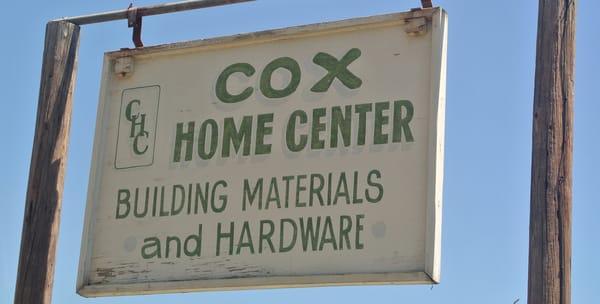 COX
CHC
HOME CENTER
BUILDING MATERIALS
and HARDWARE